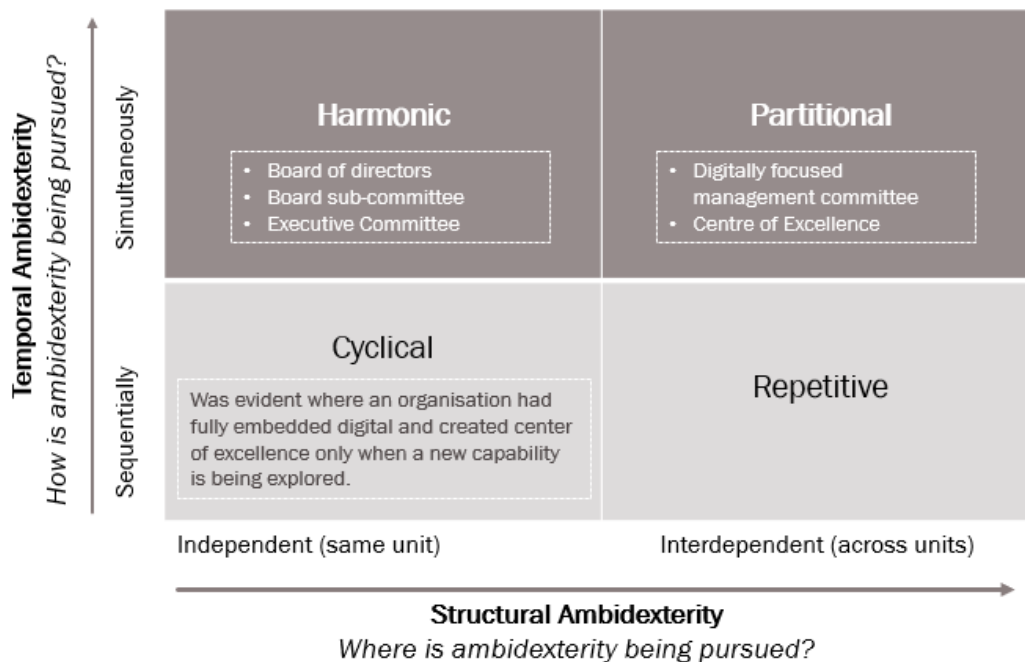 Temporal Ambidexterity
How is ambidexterity being pursued?
Simultaneously
Sequentially
Harmonic
• Board of directors
• Board sub-committee
• Executive Committee
Partitional
• Digitally focused
management committee
• Centre of Excellence
Cyclical
Was evident where an organisation had
fully embedded digital and created center
of excellence only when a new capability
is being explored.
Repetitive
Independent (same unit)
Interdependent (across units)
Structural Ambidexterity
Where is ambidexterity being pursued?